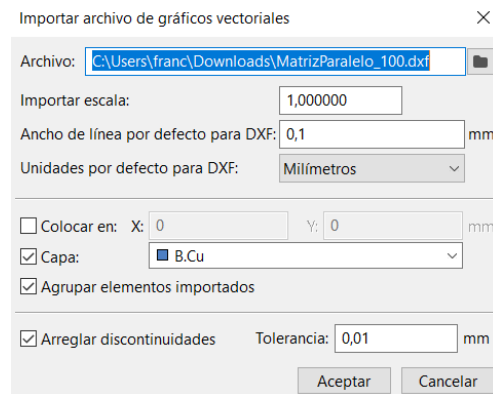 Importar archivo de gráficos vectoriales
Archivo: C:\Users\franc\Downloads\MatrizParalelo_100.dxf
Importar escala: 1,000000
Ancho de línea por defecto para DXF: 0,1 mm
Unidades por defecto para DXF: Milímetros
Colocar en: X: 0 Y: 0 mm
Capa: B.Cu
Agrupar elementos importados
Arreglar discontinuidades Tolerancia: 0,01 mm
Aceptar Cancelar